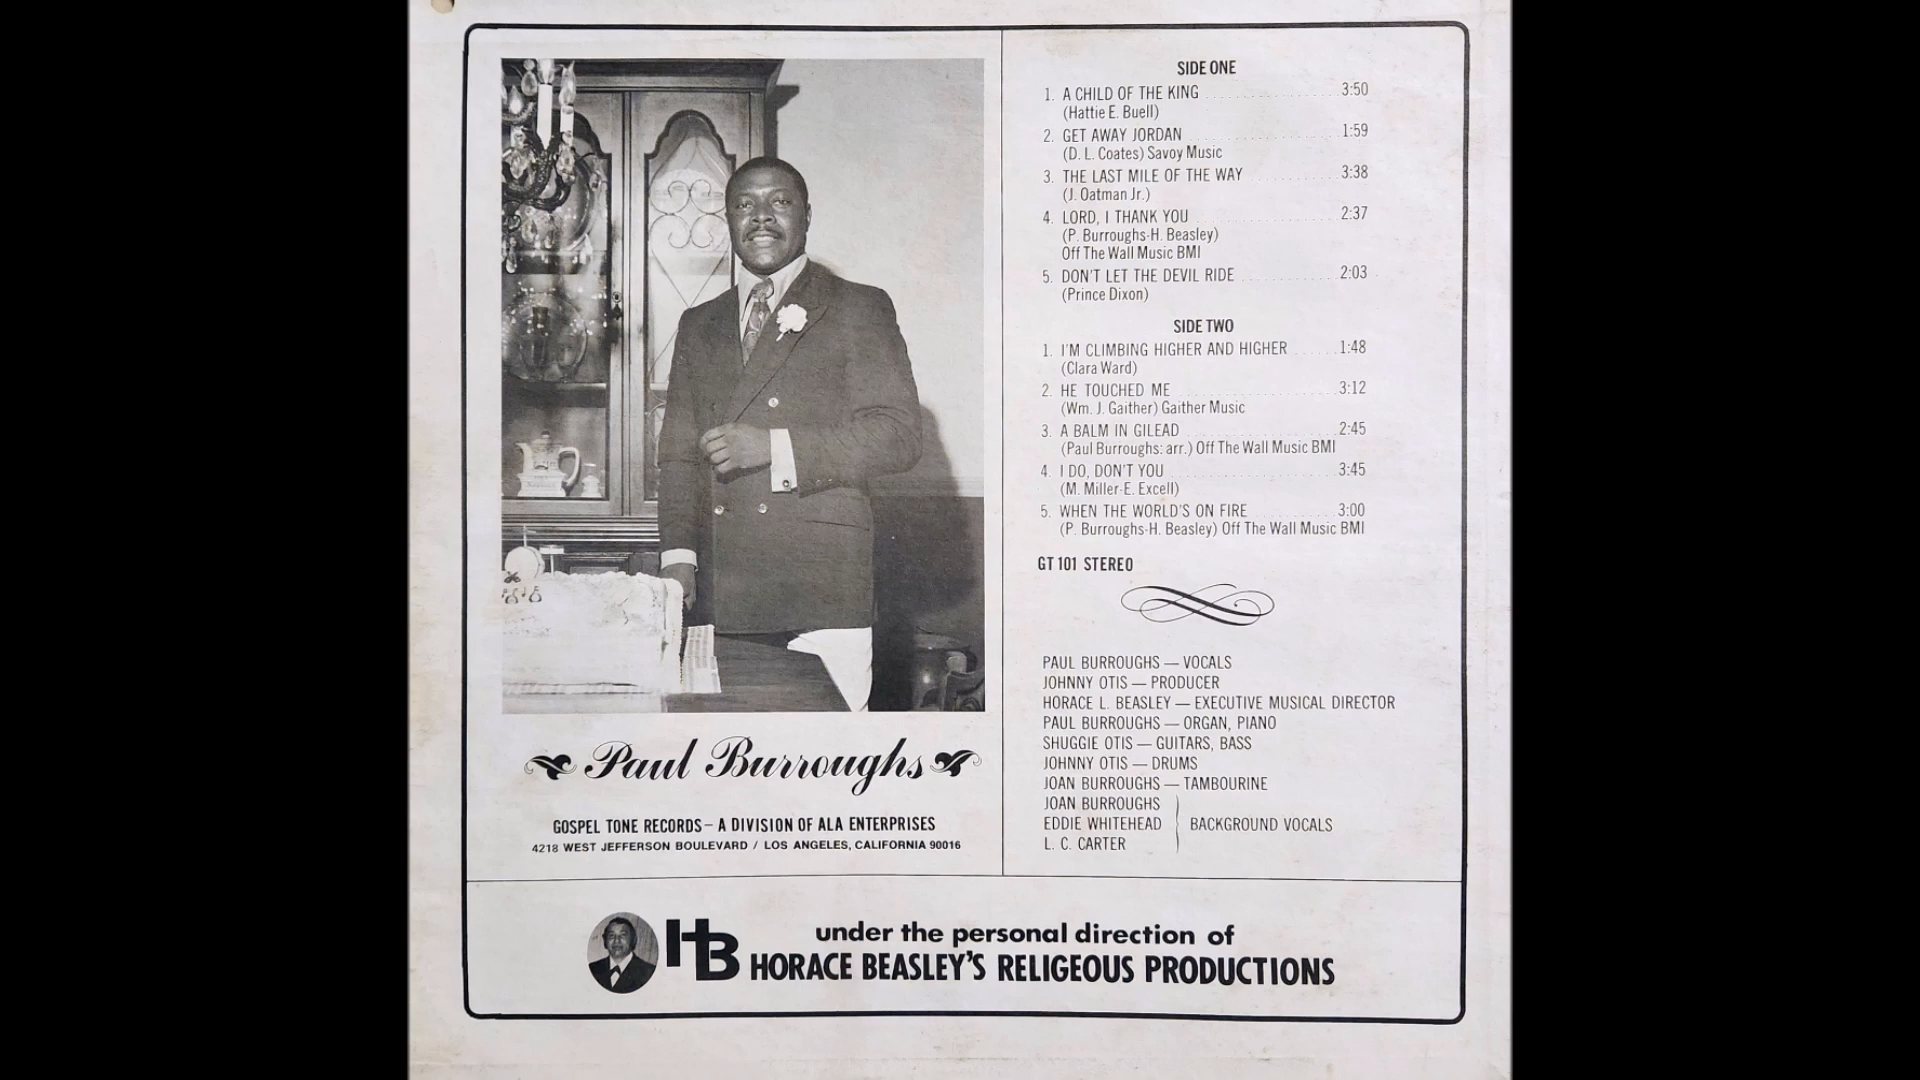 SIDE ONE
1. A CHILD OF THE KING 3:50
(Hattie E. Buell)
2. GET AWAY JORDAN 1:59
(D. L. Coates) Savoy Music
3. THE LAST MILE OF THE WAY 3:38
(J. Oatman Jr.)
4. LORD, I THANK YOU 2:37
(P. Burroughs-H. Beasley)
Off The Wall Music BMI
5. DON'T LET THE DEVIL RIDE 2:03
(Prince Dixon)
SIDE TWO
1. I'M CLIMBING HIGHER AND HIGHER 1:48
(Clara Ward)
2. HE TOUCHED ME 3:12
(Wm. J. Gaither) Gaither Music
3. A BALM IN GILEAD 2:45
(Paul Burroughs: arr.) Off The Wall Music BMI
4. I DO, DON'T YOU 3:45
(M. Miller-E. Excell)
5. WHEN THE WORLD'S ON FIRE 3:00
(P. Burroughs-H. Beasley) Off The Wall Music BMI
GT 101 STEREO
PAUL BURROUGHS — VOCALS
JOHNNY OTIS — PRODUCER
HORACE L. BEASLEY — EXECUTIVE MUSICAL DIRECTOR
PAUL BURROUGHS — ORGAN, PIANO
SHUGGIE OTIS — GUITARS, BASS
JOHNNY OTIS — DRUMS
JOAN BURROUGHS — TAMBOURINE
JOAN BURROUGHS
EDDIE WHITEHEAD BACKGROUND VOCALS
L. C. CARTER
Paul Burroughs
GOSPEL TONE RECORDS – A DIVISION OF ALA ENTERPRISES
4218 WEST JEFFERSON BOULEVARD / LOS ANGELES, CALIFORNIA 90016
HB
under the personal direction of
HORACE BEASLEY'S RELIGEOUS PRODUCTIONS